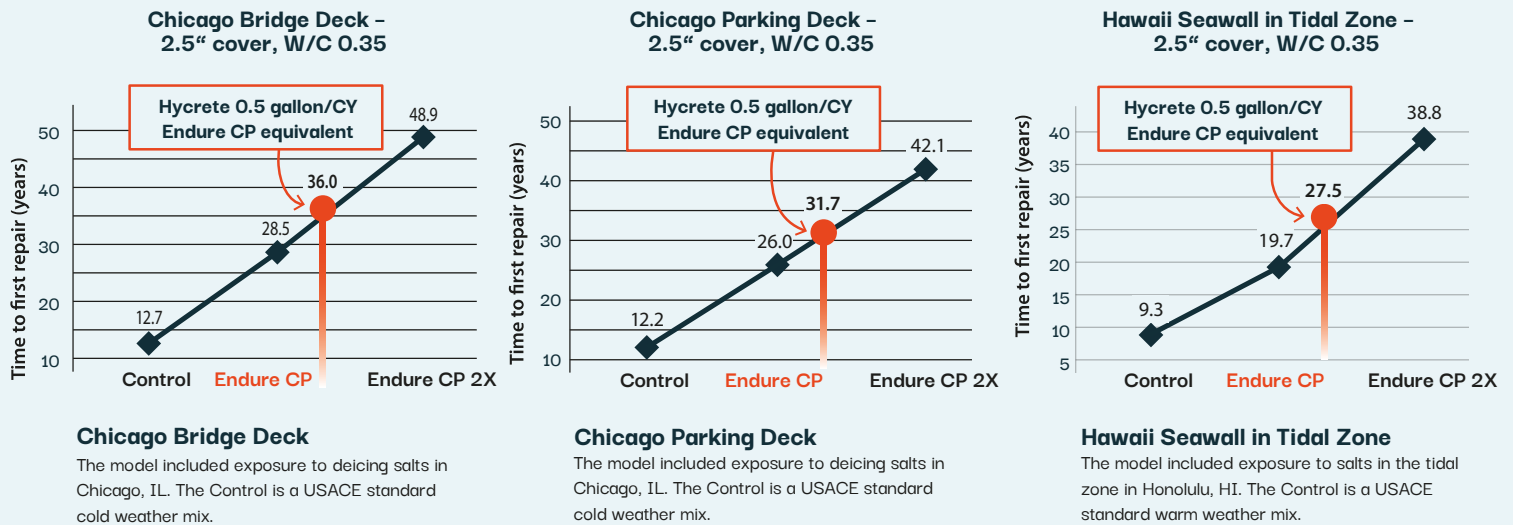 Chicago Bridge Deck –
2.5“ cover, W/C 0.35
Hycrete 0.5 gallon/CY
Endure CP equivalent
Time to first repair (years)
50
40
30
20
10
12.7
28.5
36.0
48.9
Control
Endure CP
Endure CP 2X
Chicago Bridge Deck
The model included exposure to deicing salts in
Chicago, IL. The Control is a USACE standard
cold weather mix.
Chicago Parking Deck –
2.5“ cover, W/C 0.35
Hycrete 0.5 gallon/CY
Endure CP equivalent
Time to first repair (years)
50
40
30
20
10
12.2
26.0
31.7
42.1
Control
Endure CP
Endure CP 2X
Chicago Parking Deck
The model included exposure to deicing salts in
Chicago, IL. The Control is a USACE standard
cold weather mix.
Hawaii Seawall in Tidal Zone –
2.5“ cover, W/C 0.35
Hycrete 0.5 gallon/CY
Endure CP equivalent
Time to first repair (years)
40
35
30
25
20
15
10
5
9.3
19.7
27.5
38.8
Control
Endure CP
Endure CP 2X
Hawaii Seawall in Tidal Zone
The model included exposure to salts in the tidal
zone in Honolulu, HI. The Control is a USACE
standard warm weather mix.